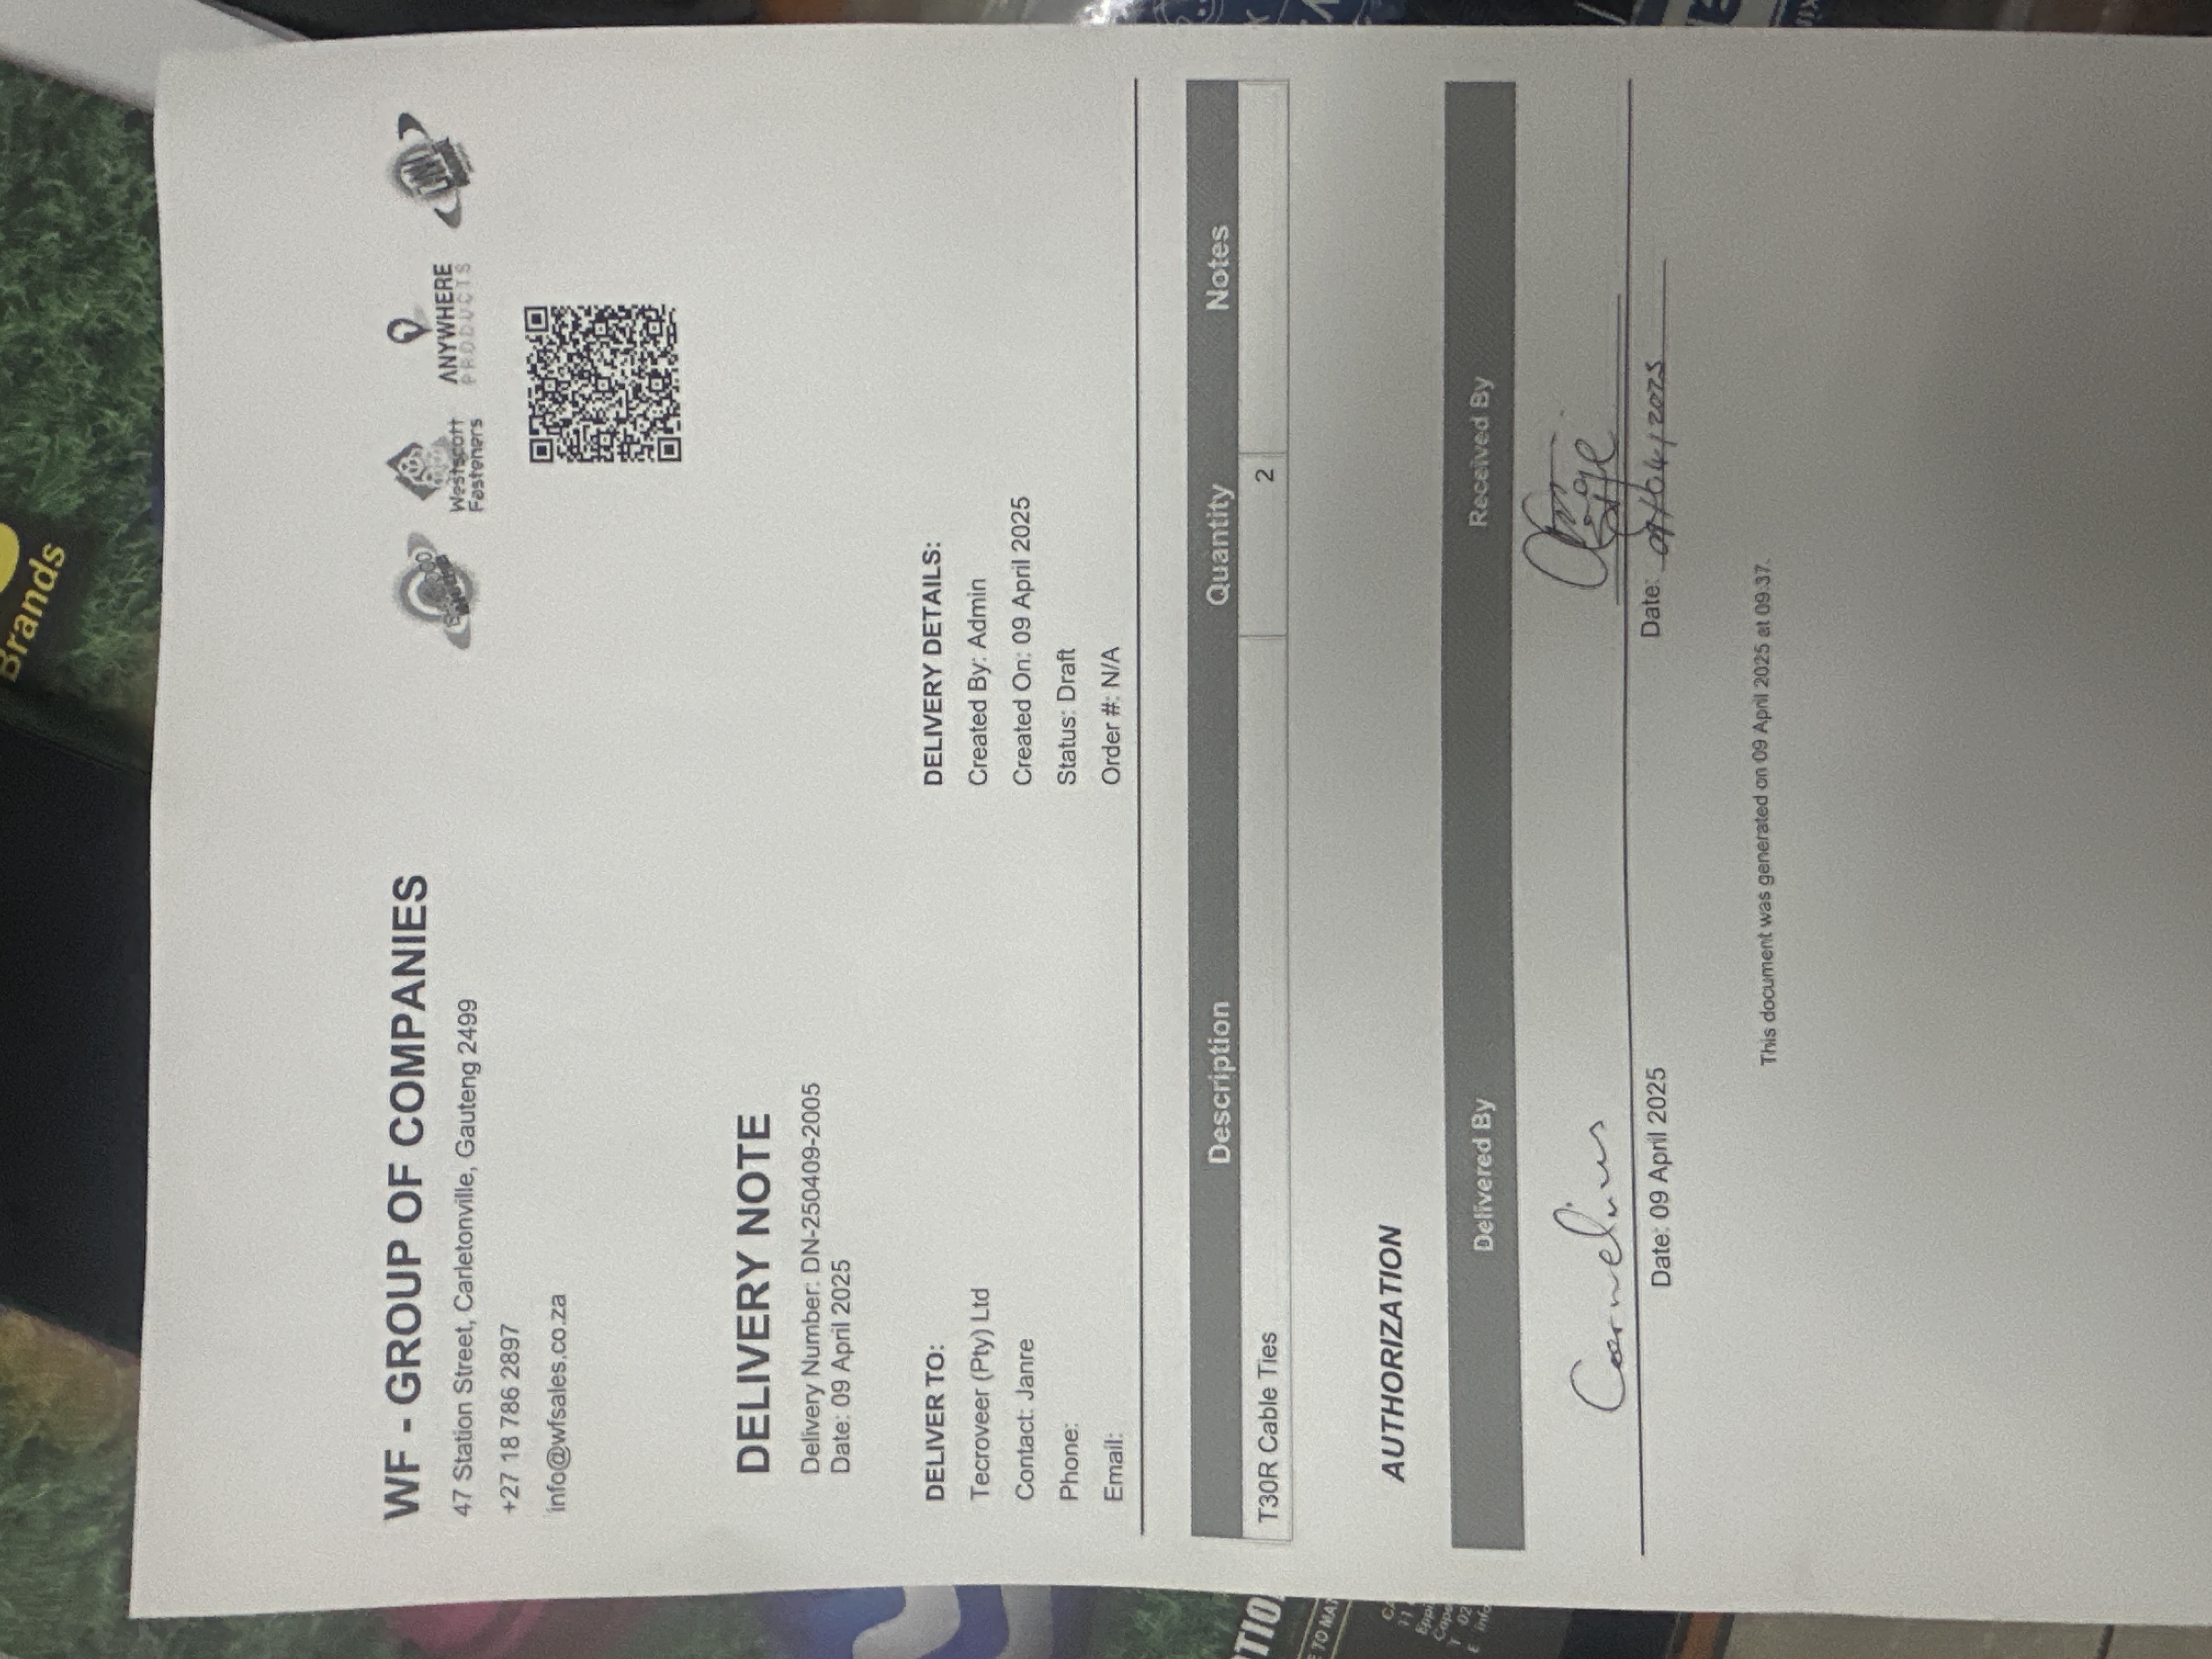 Brands
WF - GROUP OF COMPANIES
47 Station Street, Carletonville, Gauteng 2499
+27 18 786 2897
info@wfsales.co.za
Westscott
Fasteners
ANYWHERE
PRODUCTS
DELIVERY NOTE
Delivery Number: DN-250409-2005
Date: 09 April 2025
DELIVER TO:
Tecroveer (Pty) Ltd
Contact: Janre
Phone:
Email:
DELIVERY DETAILS:
Created By: Admin
Created On: 09 April 2025
Status: Draft
Order #: N/A
Description Quantity Notes
T30R Cable Ties 2
AUTHORIZATION
Delivered By Received By
Cornelius
Date: 09 April 2025
Date: 09/04/2025
This document was generated on 09 April 2025 at 09:37.